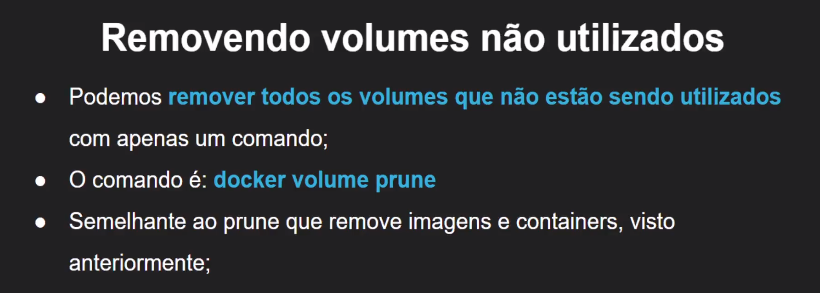 Removendo volumes não utilizados
● Podemos remover todos os volumes que não estão sendo utilizados
com apenas um comando;
● O comando é: docker volume prune
● Semelhante ao prune que remove imagens e containers, visto
anteriormente;